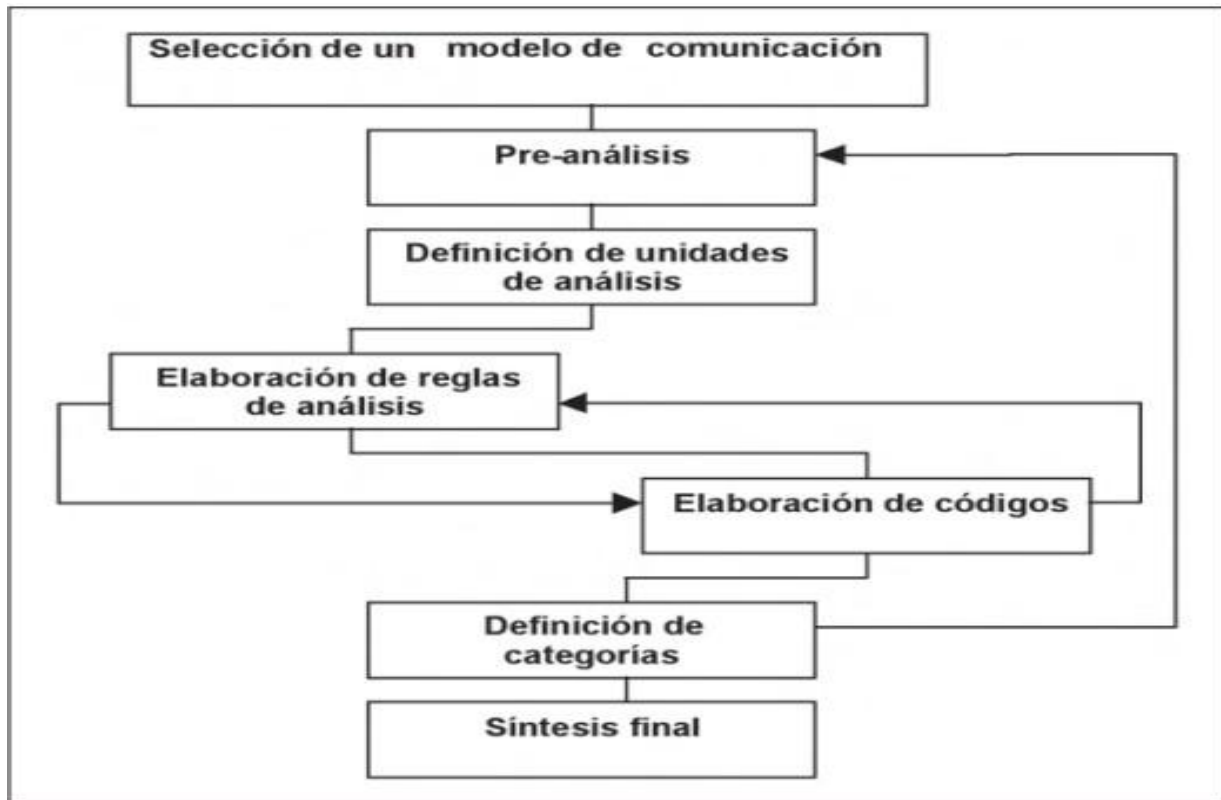 Selección de un modelo de comunicación
Pre-análisis
Definición de unidades
de análisis
Elaboración de reglas
de análisis
Elaboración de códigos
Definición de
categorías
Síntesis final